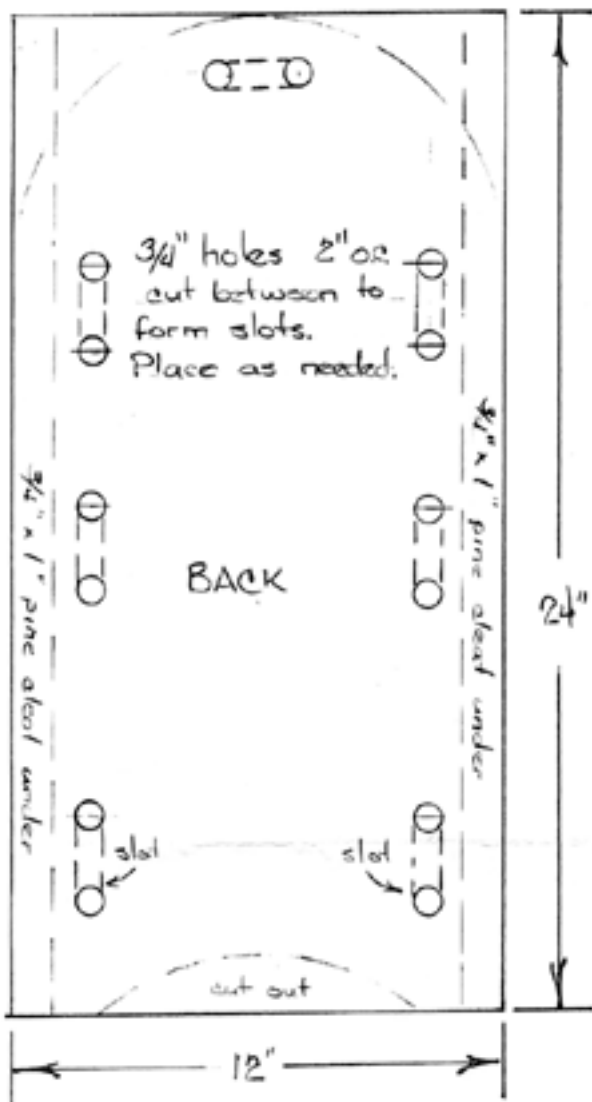 3/4" holes 2" oc
cut between to
form slots.
Place as needed.
3/4" x 1" pine cleat under
3/4" x 1" pine cleat under
BACK
24"
slot
slot
cut out
12"